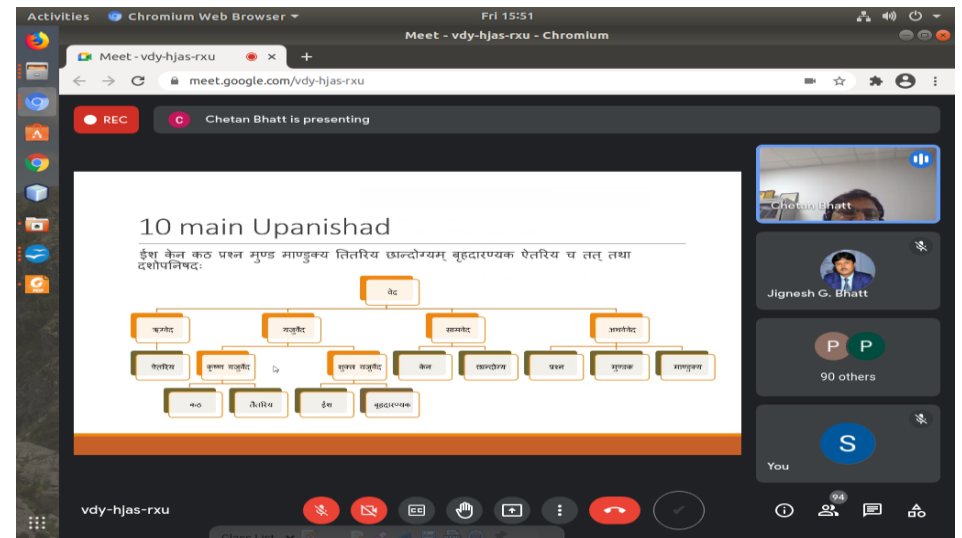 Activities Chromium Web Browser Fri 15:51
Meet - vdy-hjas-rxu - Chromium
Meet - vdy-hjas-rxu
meet.google.com/vdy-hjas-rxu
REC C Chetan Bhatt is presenting
Chetan Bhatt
10 main Upanishad
ईश केन कठ प्रश्न मुण्ड माण्डुक्य तितरिय छान्दोग्यम् बृहदारण्यक ऐतरिय च तत् तथा
दशोपनिषदः
वेद
ऋग्वेद यजुर्वेद सामवेद अथर्ववेद
ऐतरिय कृष्ण यजुर्वेद शुक्ल यजुर्वेद केन छान्दोग्य प्रश्न मुण्डक माण्डुक्य
कठ तैतरिय ईश बृहदारण्यक
Jignesh G. Bhatt
P P
90 others
S
You
vdy-hjas-rxu
CC
94